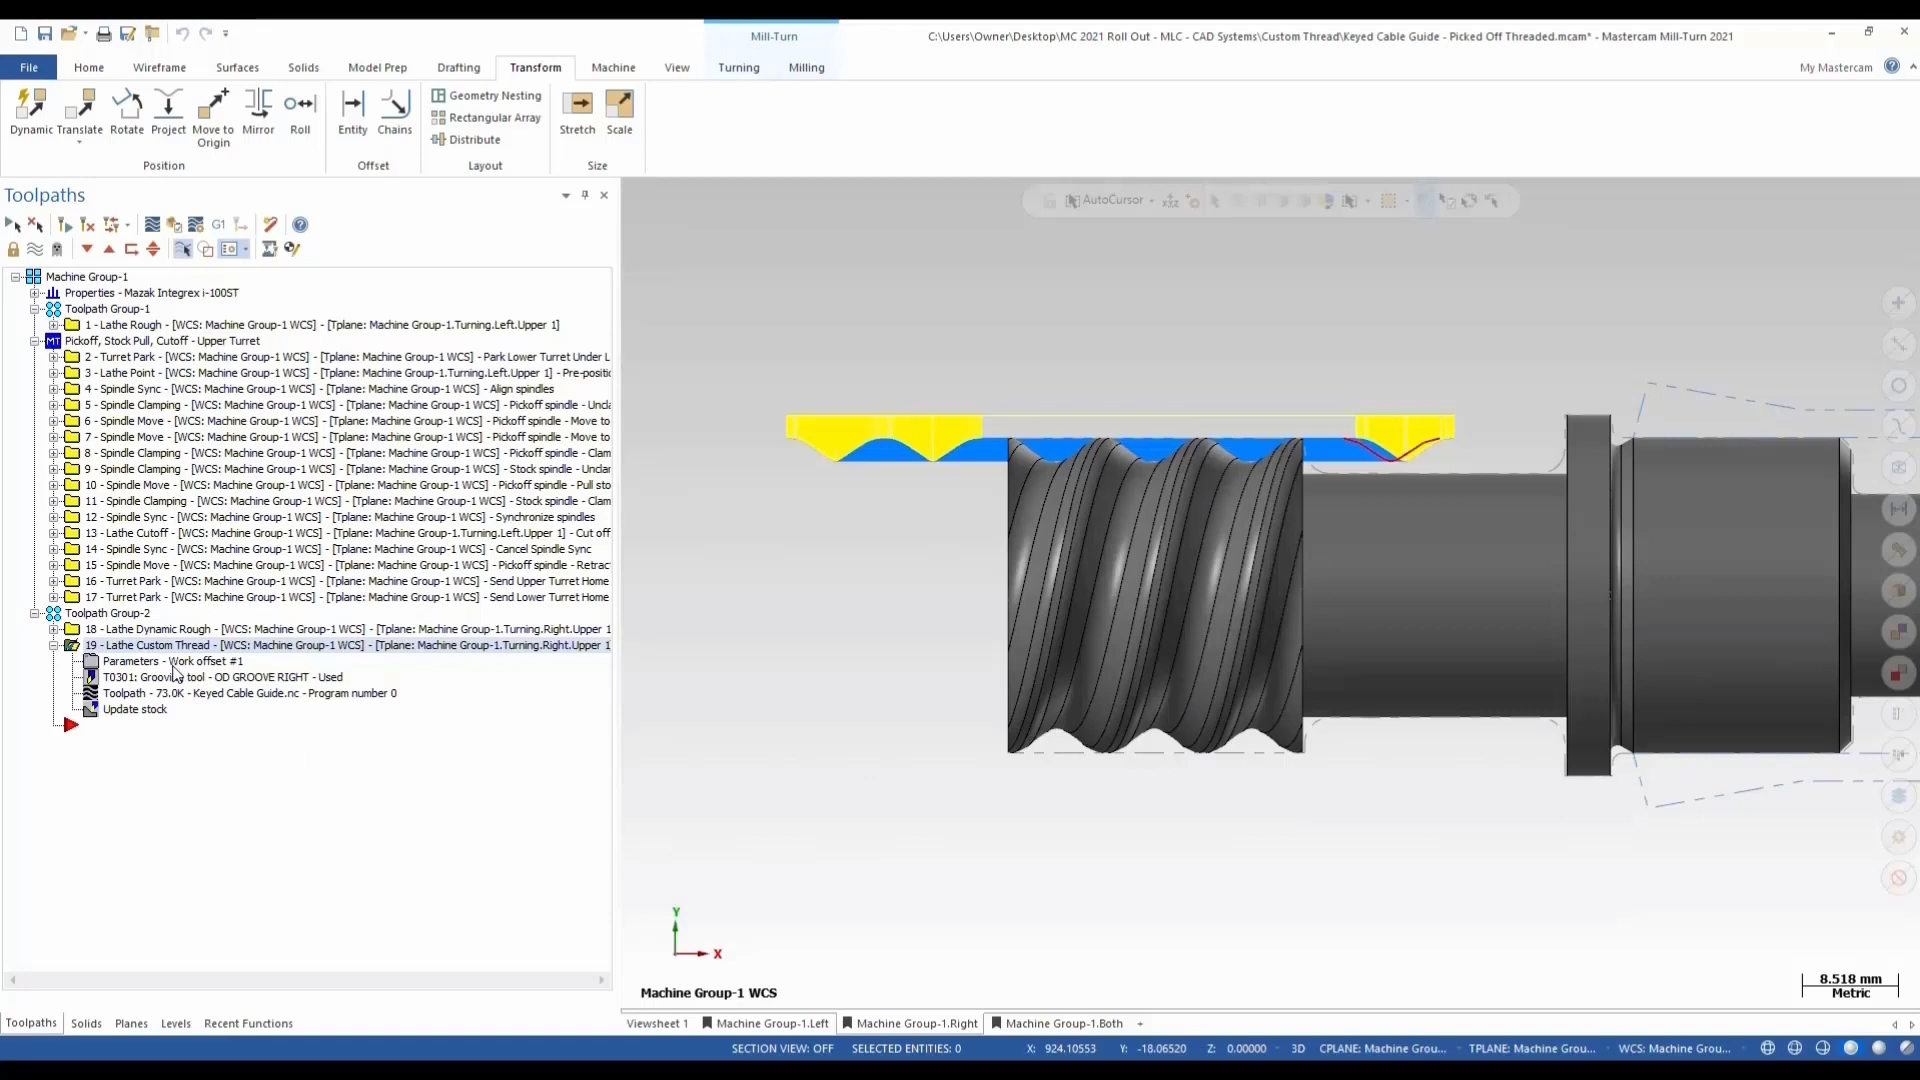 Mill-Turn
C:\Users\Owner\Desktop\MC 2021 Roll Out - MLC - CAD Systems\Custom Thread\Keyed Cable Guide - Picked Off Threaded.mcam* - Mastercam Mill-Turn 2021
File Home Wireframe Surfaces Solids Model Prep Drafting Transform Machine View Turning Milling My Mastercam
Dynamic Translate Rotate Project Move to Origin Mirror Roll
Entity Chains
Geometry Nesting
Rectangular Array
Distribute
Stretch Scale
Position Offset Layout Size
Toolpaths
AutoCursor
G1
Machine Group-1
Properties - Mazak Integrex i-100ST
Toolpath Group-1
1 - Lathe Rough - [WCS: Machine Group-1 WCS] - [Tplane: Machine Group-1.Turning.Left.Upper 1]
MT Pickoff, Stock Pull, Cutoff - Upper Turret
2 - Turret Park - [WCS: Machine Group-1 WCS] - [Tplane: Machine Group-1 WCS] - Park Lower Turret Under L
3 - Lathe Point - [WCS: Machine Group-1 WCS] - [Tplane: Machine Group-1.Turning.Left.Upper 1] - Pre-positi
4 - Spindle Sync - [WCS: Machine Group-1 WCS] - [Tplane: Machine Group-1 WCS] - Align spindles
5 - Spindle Clamping - [WCS: Machine Group-1 WCS] - [Tplane: Machine Group-1 WCS] - Pickoff spindle - Uncla
6 - Spindle Move - [WCS: Machine Group-1 WCS] - [Tplane: Machine Group-1 WCS] - Pickoff spindle - Move to
7 - Spindle Move - [WCS: Machine Group-1 WCS] - [Tplane: Machine Group-1 WCS] - Pickoff spindle - Move to
8 - Spindle Clamping - [WCS: Machine Group-1 WCS] - [Tplane: Machine Group-1 WCS] - Pickoff spindle - Clam
9 - Spindle Clamping - [WCS: Machine Group-1 WCS] - [Tplane: Machine Group-1 WCS] - Stock spindle - Unclar
10 - Spindle Move - [WCS: Machine Group-1 WCS] - [Tplane: Machine Group-1 WCS] - Pickoff spindle - Pull sto
11 - Spindle Clamping - [WCS: Machine Group-1 WCS] - [Tplane: Machine Group-1 WCS] - Stock spindle - Clam
12 - Spindle Sync - [WCS: Machine Group-1 WCS] - [Tplane: Machine Group-1 WCS] - Synchronize spindles
13 - Lathe Cutoff - [WCS: Machine Group-1 WCS] - [Tplane: Machine Group-1.Turning.Left.Upper 1] - Cut off
14 - Spindle Sync - [WCS: Machine Group-1 WCS] - [Tplane: Machine Group-1 WCS] - Cancel Spindle Sync
15 - Spindle Move - [WCS: Machine Group-1 WCS] - [Tplane: Machine Group-1 WCS] - Pickoff spindle - Retrac
16 - Turret Park - [WCS: Machine Group-1 WCS] - [Tplane: Machine Group-1 WCS] - Send Upper Turret Home
17 - Turret Park - [WCS: Machine Group-1 WCS] - [Tplane: Machine Group-1 WCS] - Send Lower Turret Home
Toolpath Group-2
18 - Lathe Dynamic Rough - [WCS: Machine Group-1 WCS] - [Tplane: Machine Group-1.Turning.Right.Upper 1
19 - Lathe Custom Thread - [WCS: Machine Group-1 WCS] - [Tplane: Machine Group-1.Turning.Right.Upper 1
Parameters - Work offset #1
T0301: Grooving tool - OD GROOVE RIGHT - Used
Toolpath - 73.0K - Keyed Cable Guide.nc - Program number 0
Update stock
Y
X
8.518 mm
Metric
Machine Group-1 WCS
Toolpaths Solids Planes Levels Recent Functions
Viewsheet 1 Machine Group-1.Left Machine Group-1.Right Machine Group-1.Both +
SECTION VIEW: OFF SELECTED ENTITIES: 0 X: 924.10553 Y: -18.06520 Z: 0.00000 3D CPLANE: Machine Grou... TPLANE: Machine Grou... WCS: Machine Grou...